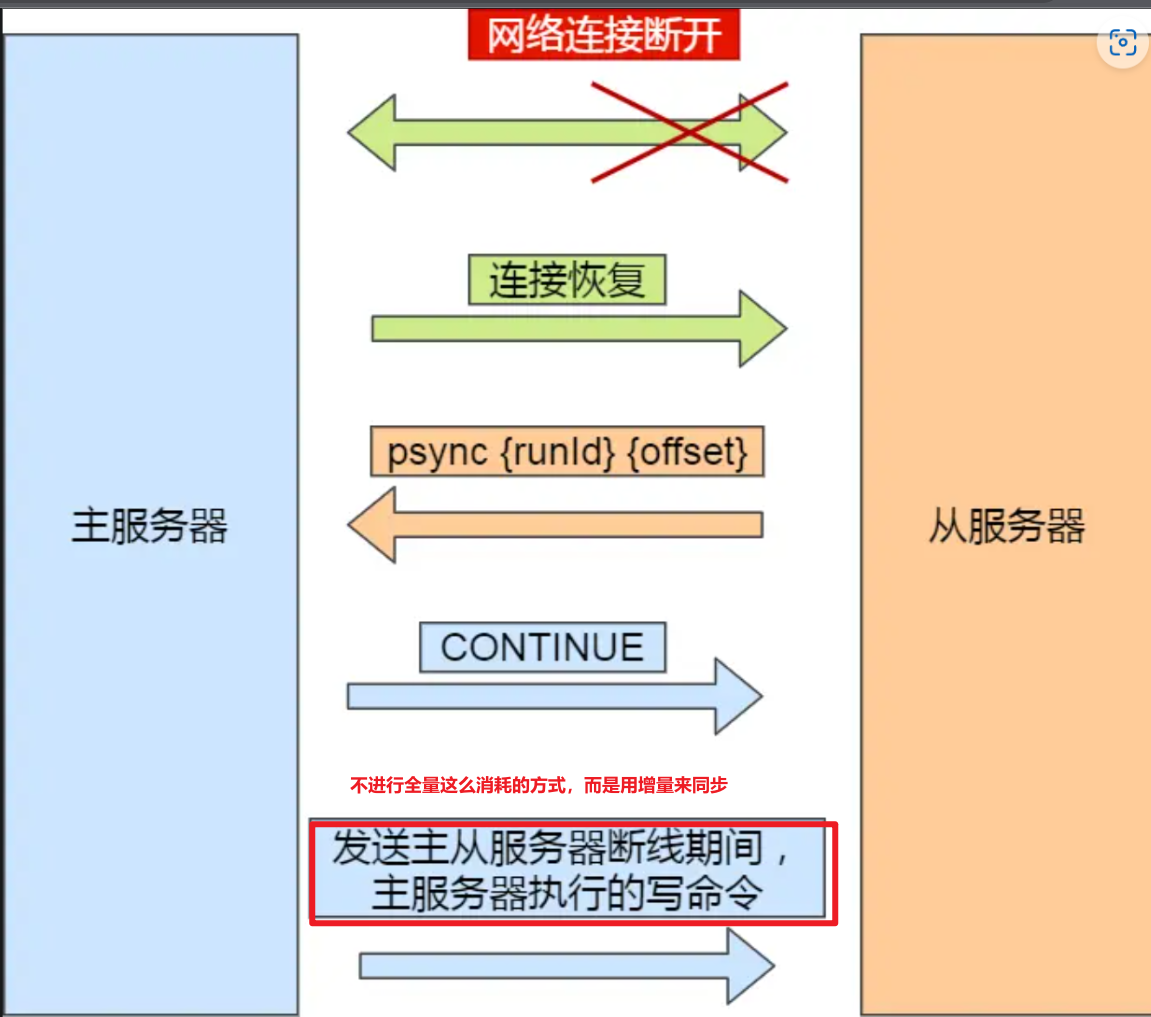 网络连接断开
连接恢复
psync {runId} {offset}
主服务器
从服务器
CONTINUE
不进行全量这么消耗的方式，而是用增量来同步
发送主从服务器断线期间，
主服务器执行的写命令